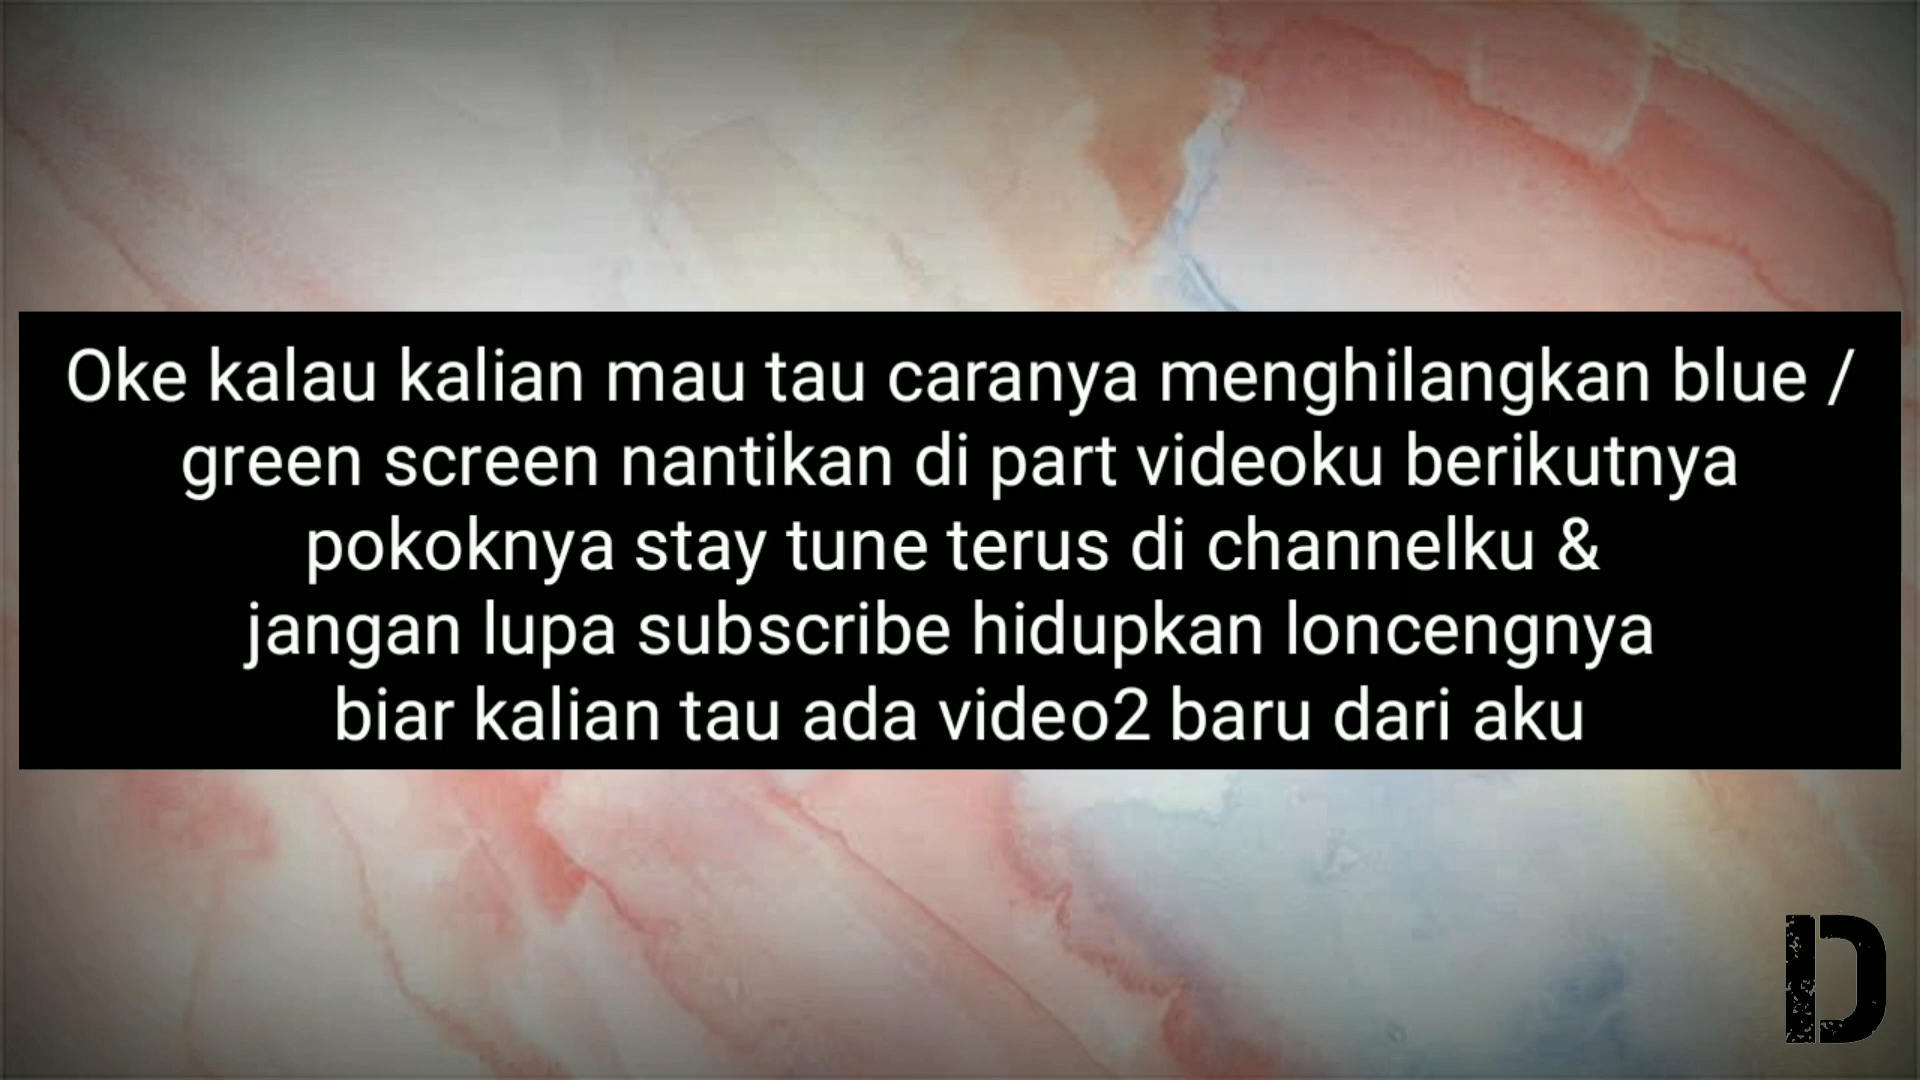 Oke kalau kalian mau tau caranya menghilangkan blue /
green screen nantikan di part videoku berikutnya
pokoknya stay tune terus di channelku &
jangan lupa subscribe hidupkan loncengnya
biar kalian tau ada video2 baru dari aku
D